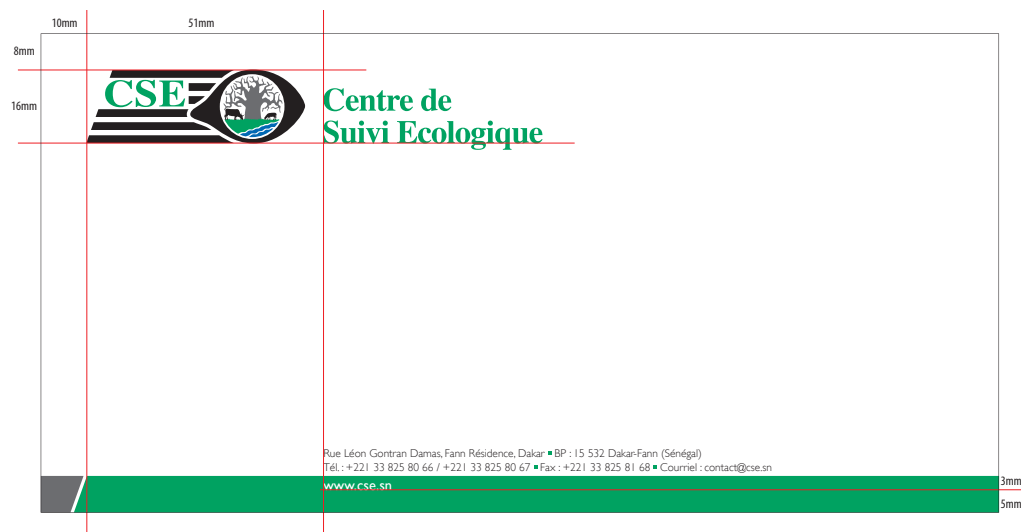 10mm
51mm
8mm
16mm
CSE
Centre de
Suivi Ecologique
Rue Léon Gontran Damas, Fann Résidence, Dakar ▪ BP : 15 532 Dakar-Fann (Sénégal)
Tél. : +221 33 825 80 66 / +221 33 825 80 67 ▪ Fax : +221 33 825 81 68 ▪ Courriel : contact@cse.sn
www.cse.sn
3mm
5mm